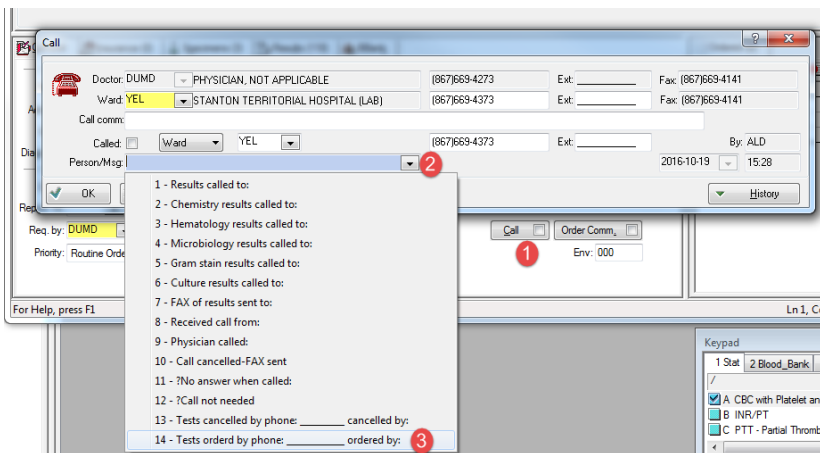 Call
Doctor: DUMD PHYSICIAN, NOT APPLICABLE (867)669-4273 Ext: Fax: (867)669-4141
Ward: YEL STANTON TERRITORIAL HOSPITAL (LAB) (867)669-4373 Ext: Fax: (867)669-4141
Call comm:
Called: Ward YEL (867)669-4373 Ext: By: ALD
Person/Msg: 2 2016-10-19 15:28
OK History
1 - Results called to:
2 - Chemistry results called to:
3 - Hematology results called to:
4 - Microbiology results called to:
5 - Gram stain results called to:
6 - Culture results called to:
7 - FAX of results sent to:
8 - Received call from:
9 - Physician called:
10 - Call cancelled-FAX sent
11 - ?No answer when called:
12 - ?Call not needed
13 - Tests cancelled by phone: _________ cancelled by:
14 - Tests orderd by phone: _________ ordered by: 3
Req. by: DUMD Call Order Comm.
Priority: Routine Orde 1 Env: 000
For Help, press F1 Ln 1, C
Keypad
1 Stat 2 Blood_Bank
/
A CBC with Platelet an
B INR/PT
C PTT - Partial Thromb